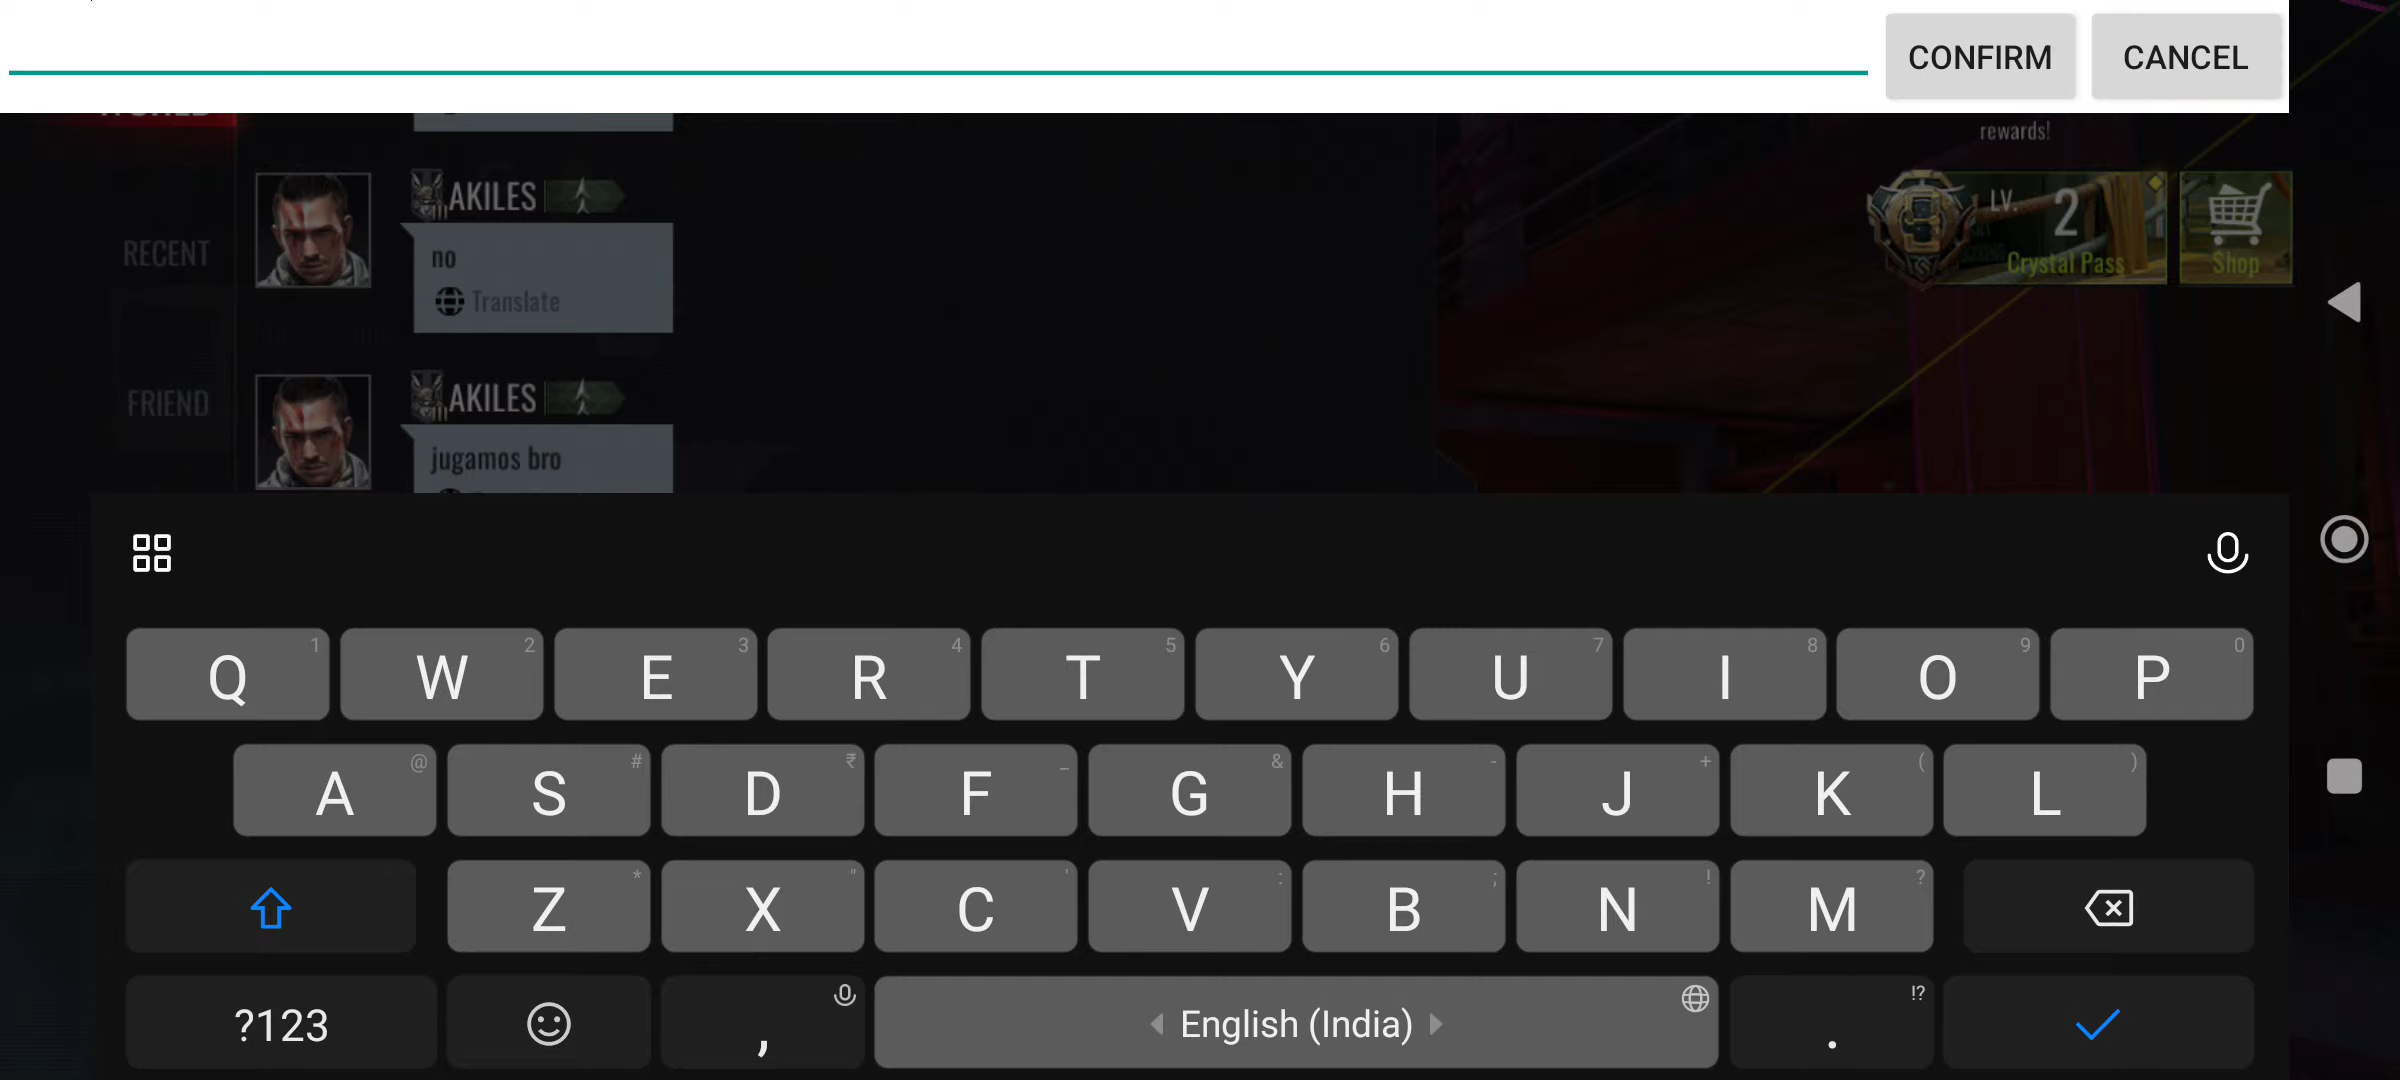 CONFIRM CANCEL
WORLD
rewards!
AKILES
LV. 2
RECENT
no
Crystal Pass
Shop
Translate
AKILES
FRIEND
jugamos bro
Q 1 W 2 E 3 R 4 T 5 Y 6 U 7 I 8 O 9 P 0
A @ S # D ₹ F _ G & H - J + K ( L )
Z * X " C ' V : B ; N ! M ?
?123 , English (India) . !?